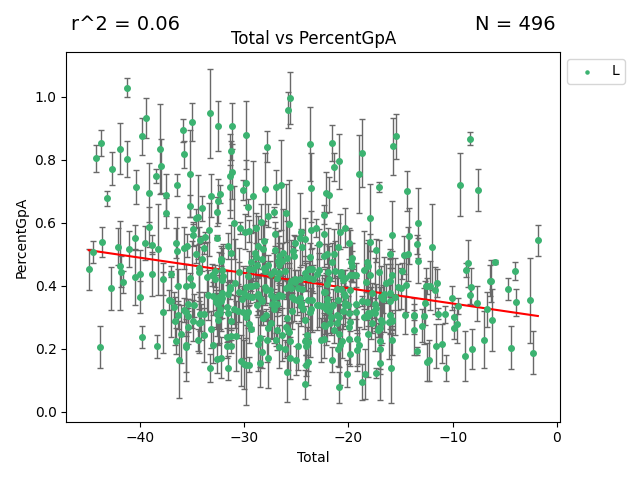 r^2 = 0.06
N = 496
Total vs PercentGpA
L
PercentGpA
1.0
0.8
0.6
0.4
0.2
0.0
−40
−30
−20
−10
0
Total